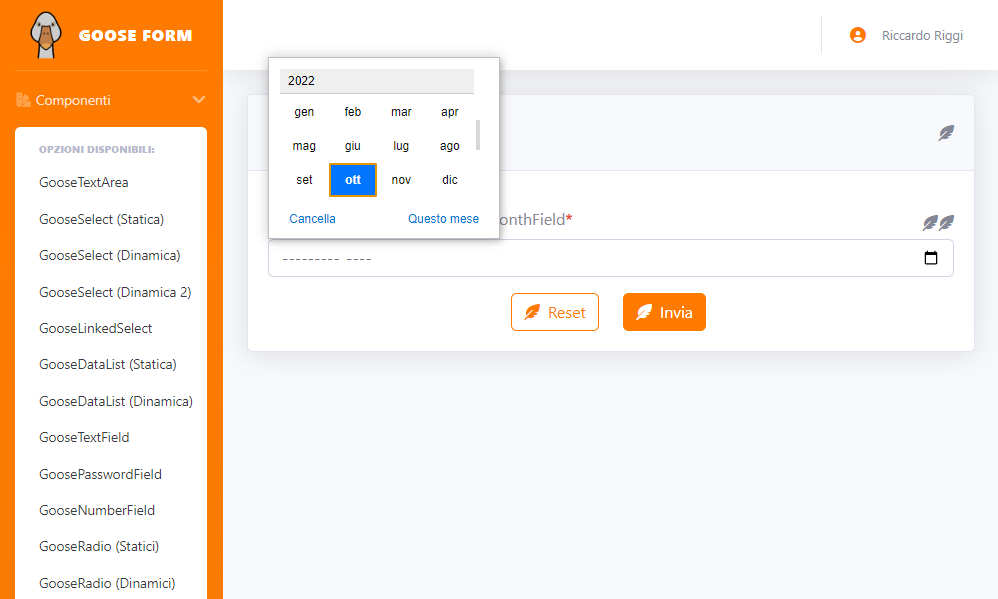 GOOSE FORM
Riccardo Riggi
Componenti
OPZIONI DISPONIBILI:
GooseTextArea
GooseSelect (Statica)
GooseSelect (Dinamica)
GooseSelect (Dinamica 2)
GooseLinkedSelect
GooseDataList (Statica)
GooseDataList (Dinamica)
GooseTextField
GoosePasswordField
GooseNumberField
GooseRadio (Statici)
GooseRadio (Dinamici)
2022
gen feb mar apr
mag giu lug ago
set ott nov dic
Cancella Questo mese
onthField*
--------- ----
Reset Invia